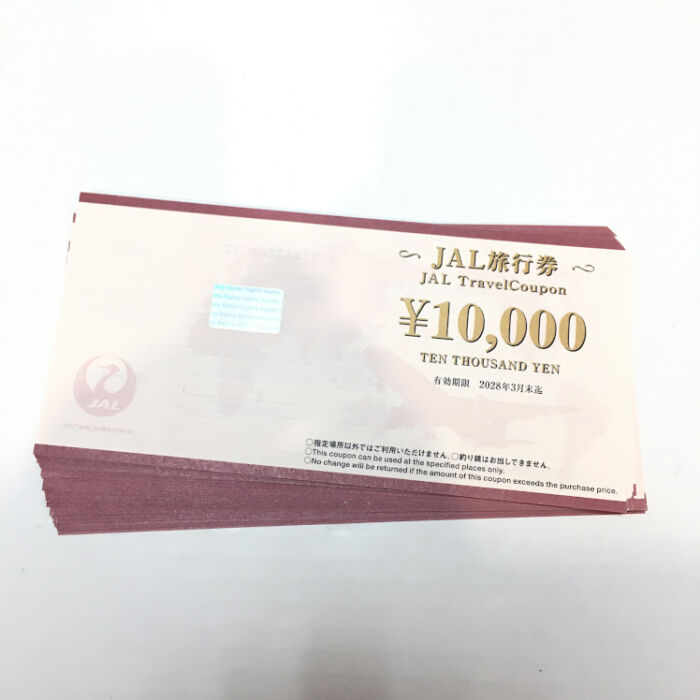 JAL旅行券
JAL TravelCoupon
¥10,000
TEN THOUSAND YEN
有効期限 2028年3月末迄
JAL
JAPAN AIRLINES
○指定場所以外ではご利用いただけません。○釣り銭はお出しできません。
○This coupon can be used at the specified places only.
○No change will be returned if the amount of this coupon exceeds the purchase price.